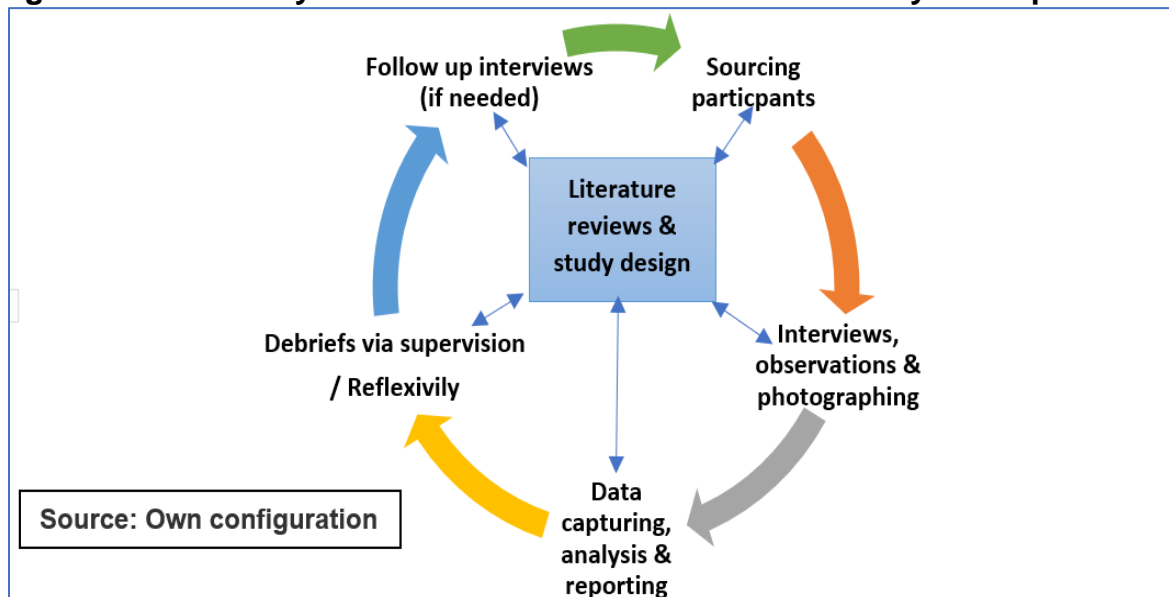 Follow up interviews
(if needed)
Sourcing
particpants
Literature
reviews &
study design
Interviews,
observations &
photographing
Data
capturing,
analysis &
reporting
Debriefs via supervision
/ Reflexivily
Source: Own configuration